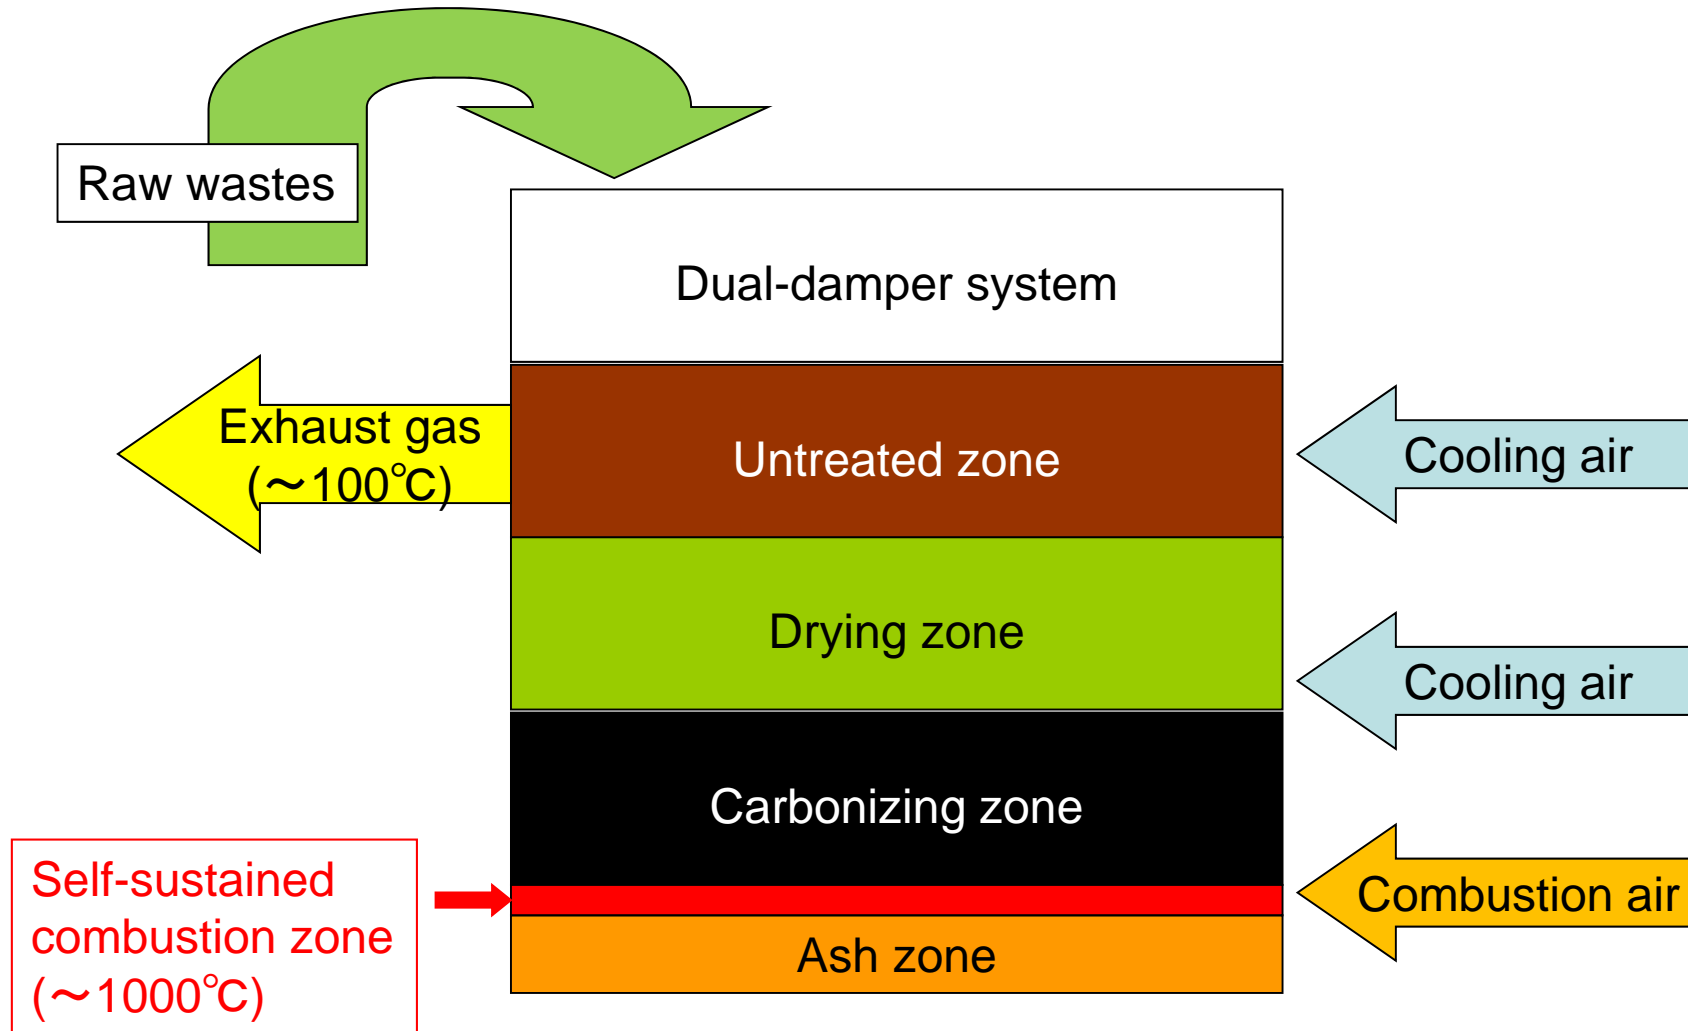 Raw wastes
Dual-damper system
Exhaust gas
(～100℃)
Untreated zone
Cooling air
Drying zone
Cooling air
Carbonizing zone
Self-sustained
combustion zone
(～1000℃)
Combustion air
Ash zone